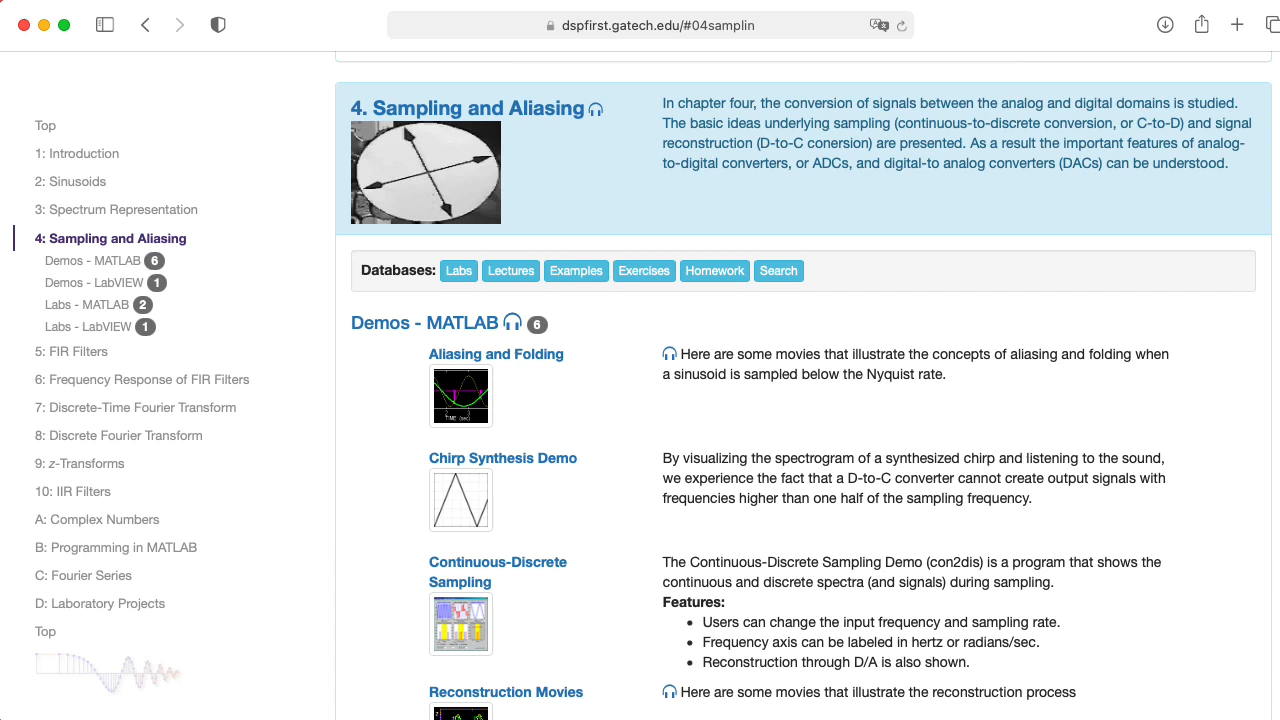 dspfirst.gatech.edu/#04samplin
Top
1: Introduction
2: Sinusoids
3: Spectrum Representation
4: Sampling and Aliasing
Demos - MATLAB 6
Demos - LabVIEW 1
Labs - MATLAB 2
Labs - LabVIEW 1
5: FIR Filters
6: Frequency Response of FIR Filters
7: Discrete-Time Fourier Transform
8: Discrete Fourier Transform
9: z-Transforms
10: IIR Filters
A: Complex Numbers
B: Programming in MATLAB
C: Fourier Series
D: Laboratory Projects
Top
4. Sampling and Aliasing
In chapter four, the conversion of signals between the analog and digital domains is studied.
The basic ideas underlying sampling (continuous-to-discrete conversion, or C-to-D) and signal
reconstruction (D-to-C conersion) are presented. As a result the important features of analog-
to-digital converters, or ADCs, and digital-to analog converters (DACs) can be understood.
Databases: Labs Lectures Examples Exercises Homework Search
Demos - MATLAB 6
Aliasing and Folding
TIME (sec)
Here are some movies that illustrate the concepts of aliasing and folding when
a sinusoid is sampled below the Nyquist rate.
Chirp Synthesis Demo
By visualizing the spectrogram of a synthesized chirp and listening to the sound,
we experience the fact that a D-to-C converter cannot create output signals with
frequencies higher than one half of the sampling frequency.
Continuous-Discrete
Sampling
The Continuous-Discrete Sampling Demo (con2dis) is a program that shows the
continuous and discrete spectra (and signals) during sampling.
Features:
• Users can change the input frequency and sampling rate.
• Frequency axis can be labeled in hertz or radians/sec.
• Reconstruction through D/A is also shown.
Reconstruction Movies
Here are some movies that illustrate the reconstruction process